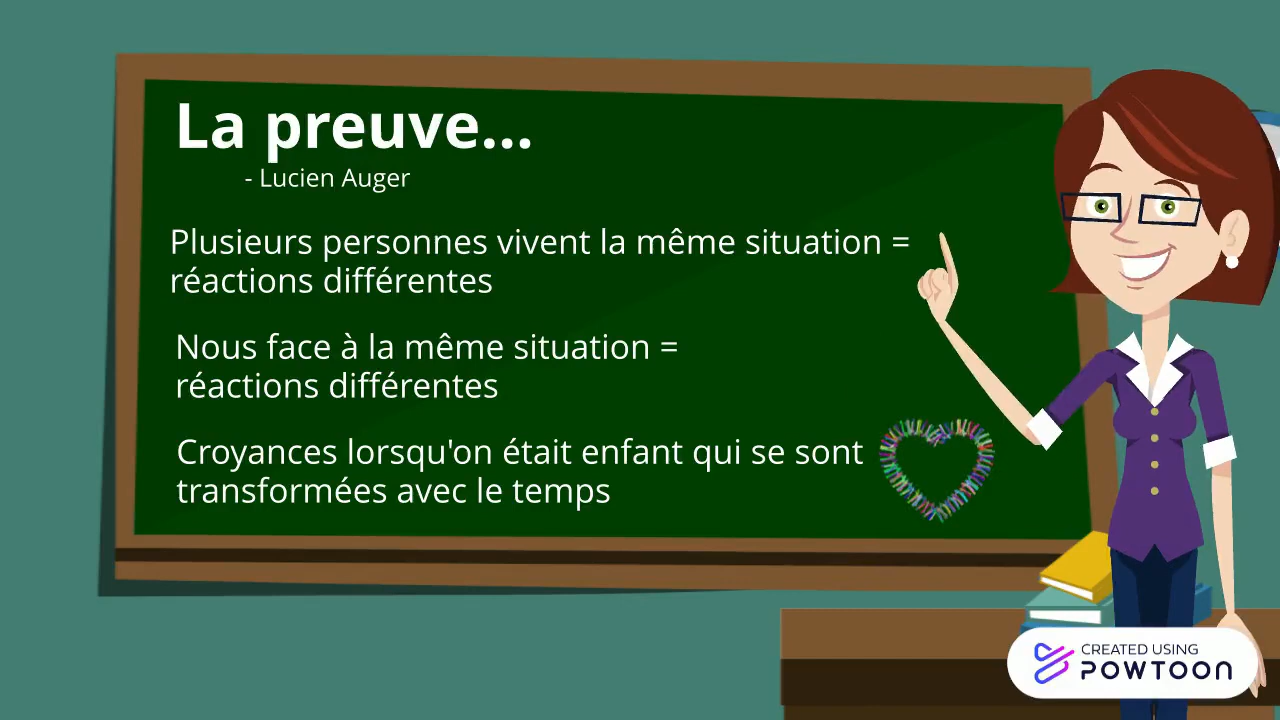 La preuve...
- Lucien Auger
Plusieurs personnes vivent la même situation =
réactions différentes
Nous face à la même situation =
réactions différentes
Croyances lorsqu'on était enfant qui se sont
transformées avec le temps
CREATED USING
POWTOON